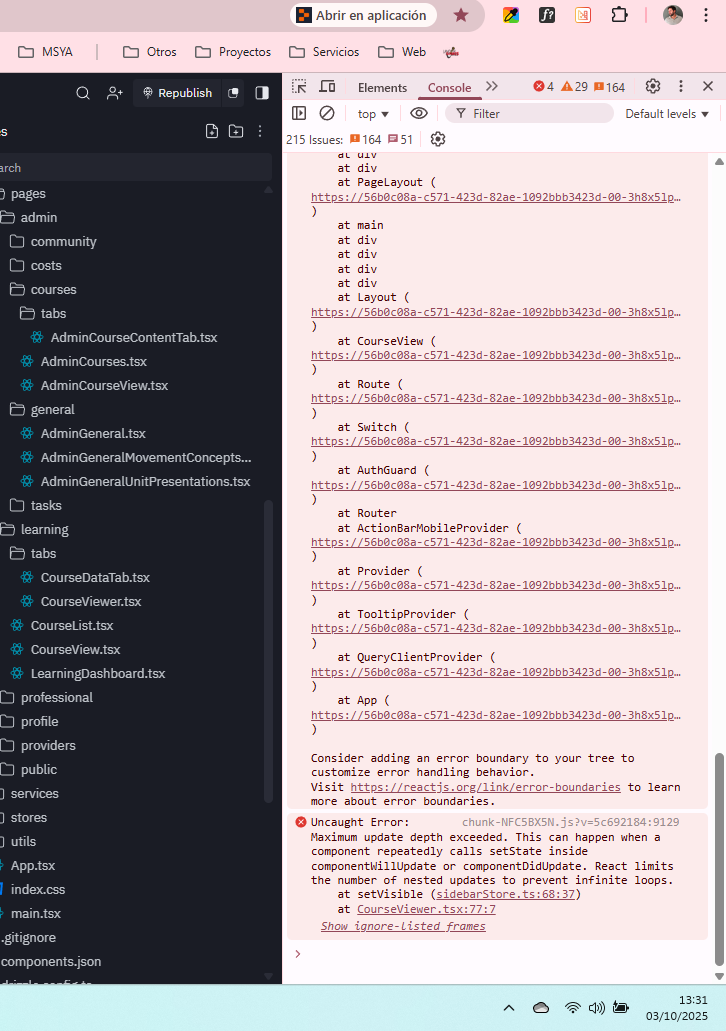 Abrir en aplicación
f?
MSYA
Otros
Proyectos
Servicios
Web
Republish
es
arch
pages
admin
community
costs
courses
tabs
AdminCourseContentTab.tsx
AdminCourses.tsx
AdminCourseView.tsx
general
AdminGeneral.tsx
AdminGeneralMovementConcepts...
AdminGeneralUnitPresentations.tsx
tasks
learning
tabs
CourseDataTab.tsx
CourseViewer.tsx
CourseList.tsx
CourseView.tsx
LearningDashboard.tsx
professional
profile
providers
public
services
stores
utils
App.tsx
index.css
main.tsx
.gitignore
components.json
Elements
Console
4
29
164
top
Filter
Default levels
215 Issues:
164
51
at div
at div
at PageLayout (
https://56b0c08a-c571-423d-82ae-1092bbb3423d-00-3h8x5lp…
)
at main
at div
at div
at div
at div
at Layout (
https://56b0c08a-c571-423d-82ae-1092bbb3423d-00-3h8x5lp…
)
at CourseView (
https://56b0c08a-c571-423d-82ae-1092bbb3423d-00-3h8x5lp…
)
at Route (
https://56b0c08a-c571-423d-82ae-1092bbb3423d-00-3h8x5lp…
)
at Switch (
https://56b0c08a-c571-423d-82ae-1092bbb3423d-00-3h8x5lp…
)
at AuthGuard (
https://56b0c08a-c571-423d-82ae-1092bbb3423d-00-3h8x5lp…
)
at Router
at ActionBarMobileProvider (
https://56b0c08a-c571-423d-82ae-1092bbb3423d-00-3h8x5lp…
)
at Provider (
https://56b0c08a-c571-423d-82ae-1092bbb3423d-00-3h8x5lp…
)
at TooltipProvider (
https://56b0c08a-c571-423d-82ae-1092bbb3423d-00-3h8x5lp…
)
at QueryClientProvider (
https://56b0c08a-c571-423d-82ae-1092bbb3423d-00-3h8x5lp…
)
at App (
https://56b0c08a-c571-423d-82ae-1092bbb3423d-00-3h8x5lp…
)
Consider adding an error boundary to your tree to
customize error handling behavior.
Visit https://reactjs.org/link/error-boundaries to learn
more about error boundaries.
Uncaught Error: chunk-NFC5BX5N.js?v=5c692184:9129
Maximum update depth exceeded. This can happen when a
component repeatedly calls setState inside
componentWillUpdate or componentDidUpdate. React limits
the number of nested updates to prevent infinite loops.
at setVisible (sidebarStore.ts:68:37)
at CourseViewer.tsx:77:7
Show ignore-listed frames
13:31
03/10/2025